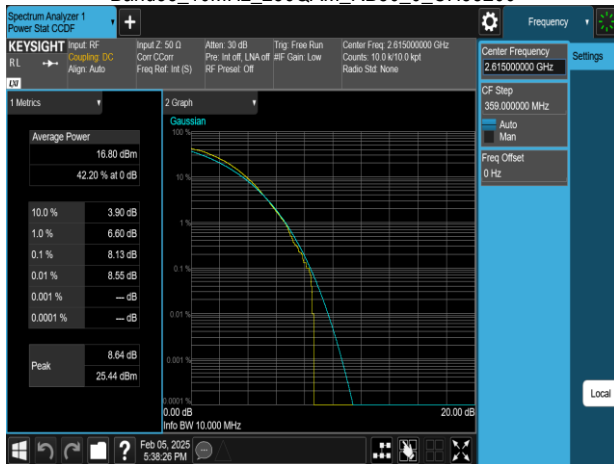 Spectrum Analyzer 1
Power Stat CCDF
Frequency
KEYSIGHT
RL
LXI
Input: RF
Coupling: DC
Align: Auto
Input Z: 50 Ω
Corr CCorr
Freq Ref: Int (S)
Atten: 30 dB
Pre: Int off, LNA off
RF Preset: Off
Trig: Free Run
#IF Gain: Low
Center Freq: 2.615000000 GHz
Counts: 10.0 k/10.0 kpt
Radio Std: None
Center Frequency
2.615000000 GHz
Settings
CF Step
359.000000 MHz
Auto
Man
Freq Offset
0 Hz
Local
1 Metrics
Average Power
16.80 dBm
42.20 % at 0 dB
10.0 % 3.90 dB
1.0 % 6.60 dB
0.1 % 8.13 dB
0.01 % 8.55 dB
0.001 % --- dB
0.0001 % --- dB
Peak
8.64 dB
25.44 dBm
2 Graph
Gaussian
100 %
10 %
1 %
0.1 %
0.01 %
0.001 %
0.0001 %
0.00 dB 20.00 dB
Info BW 10.000 MHz
?
Feb 05, 2025
5:38:26 PM